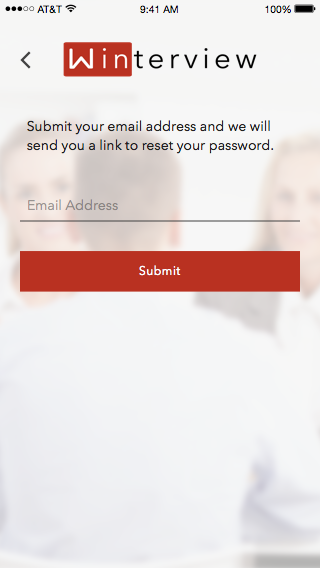 AT&T 9:41 AM 100%
Winterview
Submit your email address and we will
send you a link to reset your password.
Email Address
Submit